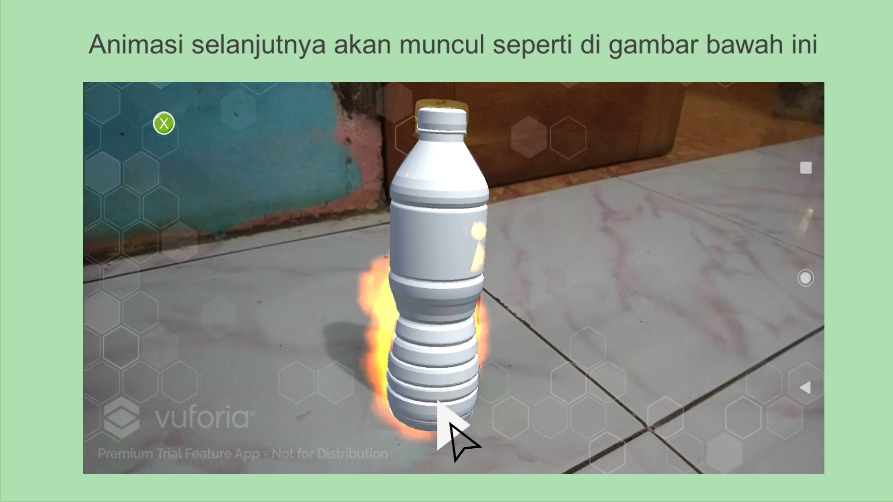 Animasi selanjutnya akan muncul seperti di gambar bawah ini
X
vuforia®
Premium Trial Feature App - Not for Distribution